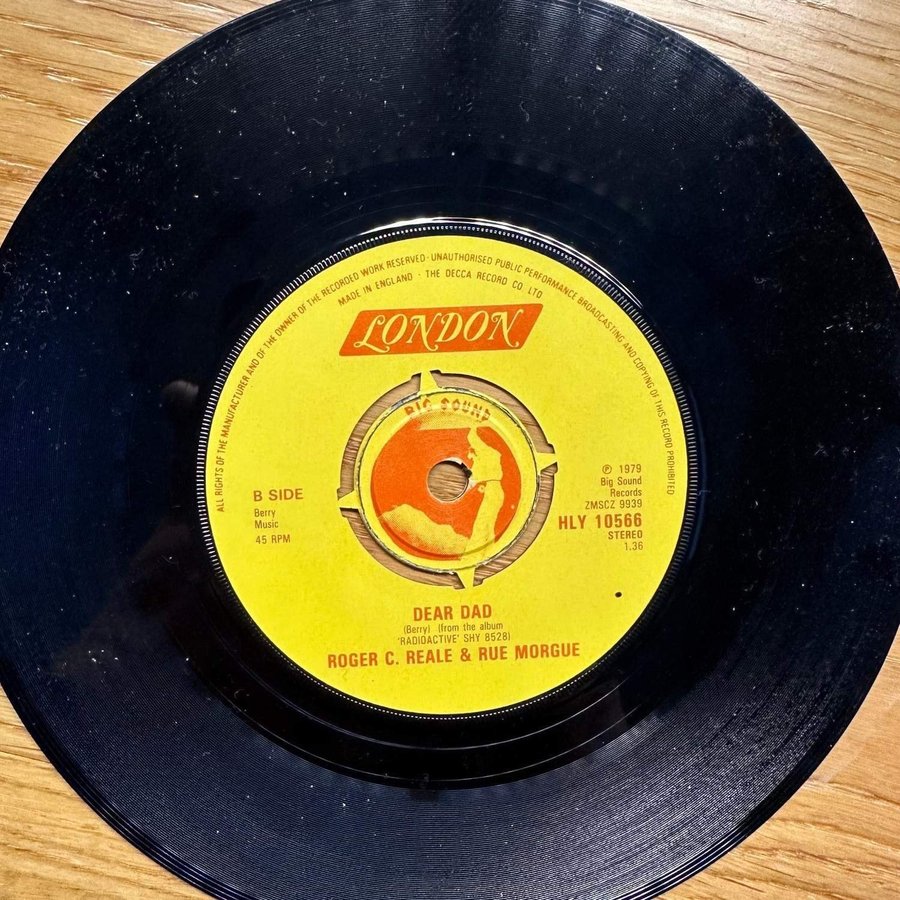 ALL RIGHTS OF THE MANUFACTURER AND OF THE OWNER OF THE RECORDED WORK RESERVED · UNAUTHORISED PUBLIC PERFORMANCE BROADCASTING AND COPYING OF THIS RECORD PROHIBITED
MADE IN ENGLAND · THE DECCA RECORD CO LTD
LONDON
BIG SOUND
B SIDE
Berry
Music
45 RPM
℗ 1979
Big Sound
Records
ZMSCZ 9939
HLY 10566
STEREO
1.36
DEAR DAD
(Berry) (from the album
'RADIOACTIVE' SHY 8528)
ROGER C. REALE & RUE MORGUE